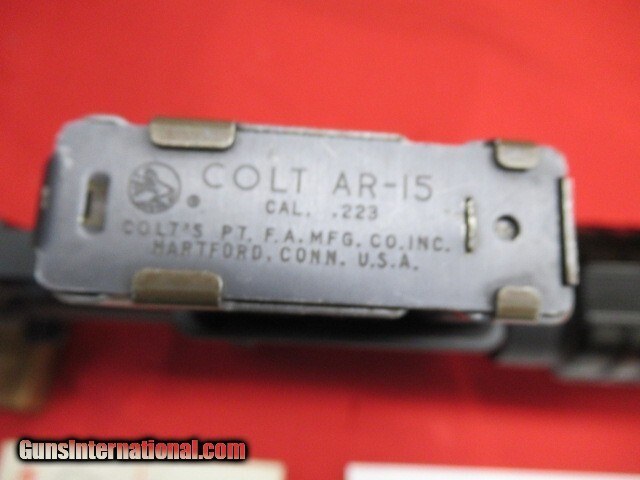 COLT AR-15
CAL. .223
COLT'S PT. F.A. MFG. CO. INC.
HARTFORD, CONN. U.S.A.
GunsInternational.com